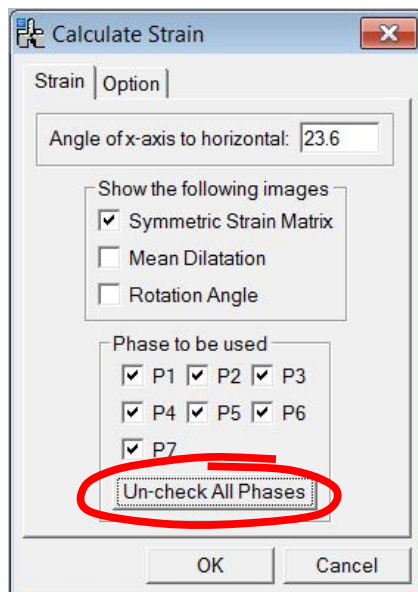 Calculate Strain
Strain Option
Angle of x-axis to horizontal: 23.6
Show the following images
Symmetric Strain Matrix
Mean Dilatation
Rotation Angle
Phase to be used
P1 P2 P3
P4 P5 P6
P7
Un-check All Phases
OK Cancel